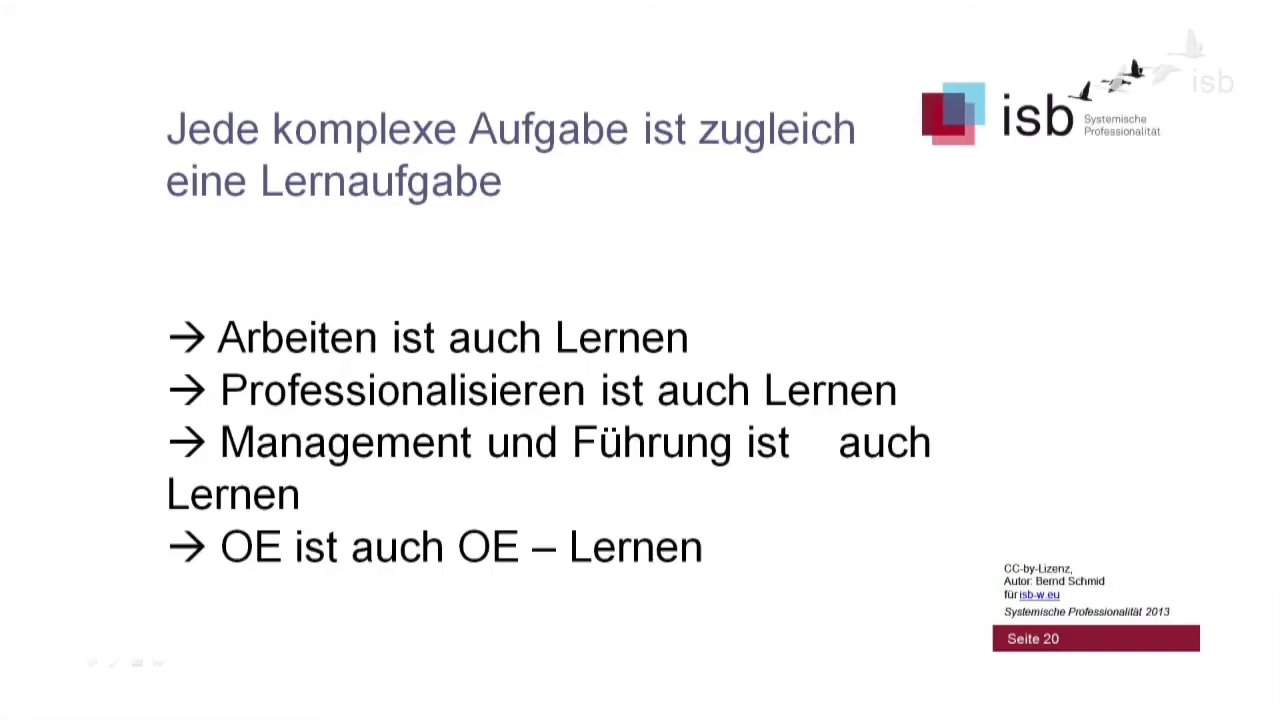 isb
isb
Systemische
Professionalität
Jede komplexe Aufgabe ist zugleich
eine Lernaufgabe
→ Arbeiten ist auch Lernen
→ Professionalisieren ist auch Lernen
→ Management und Führung ist auch
Lernen
→ OE ist auch OE – Lernen
CC-by-Lizenz,
Autor: Bernd Schmid
für isb-w.eu
Systemische Professionalität 2013
Seite 20